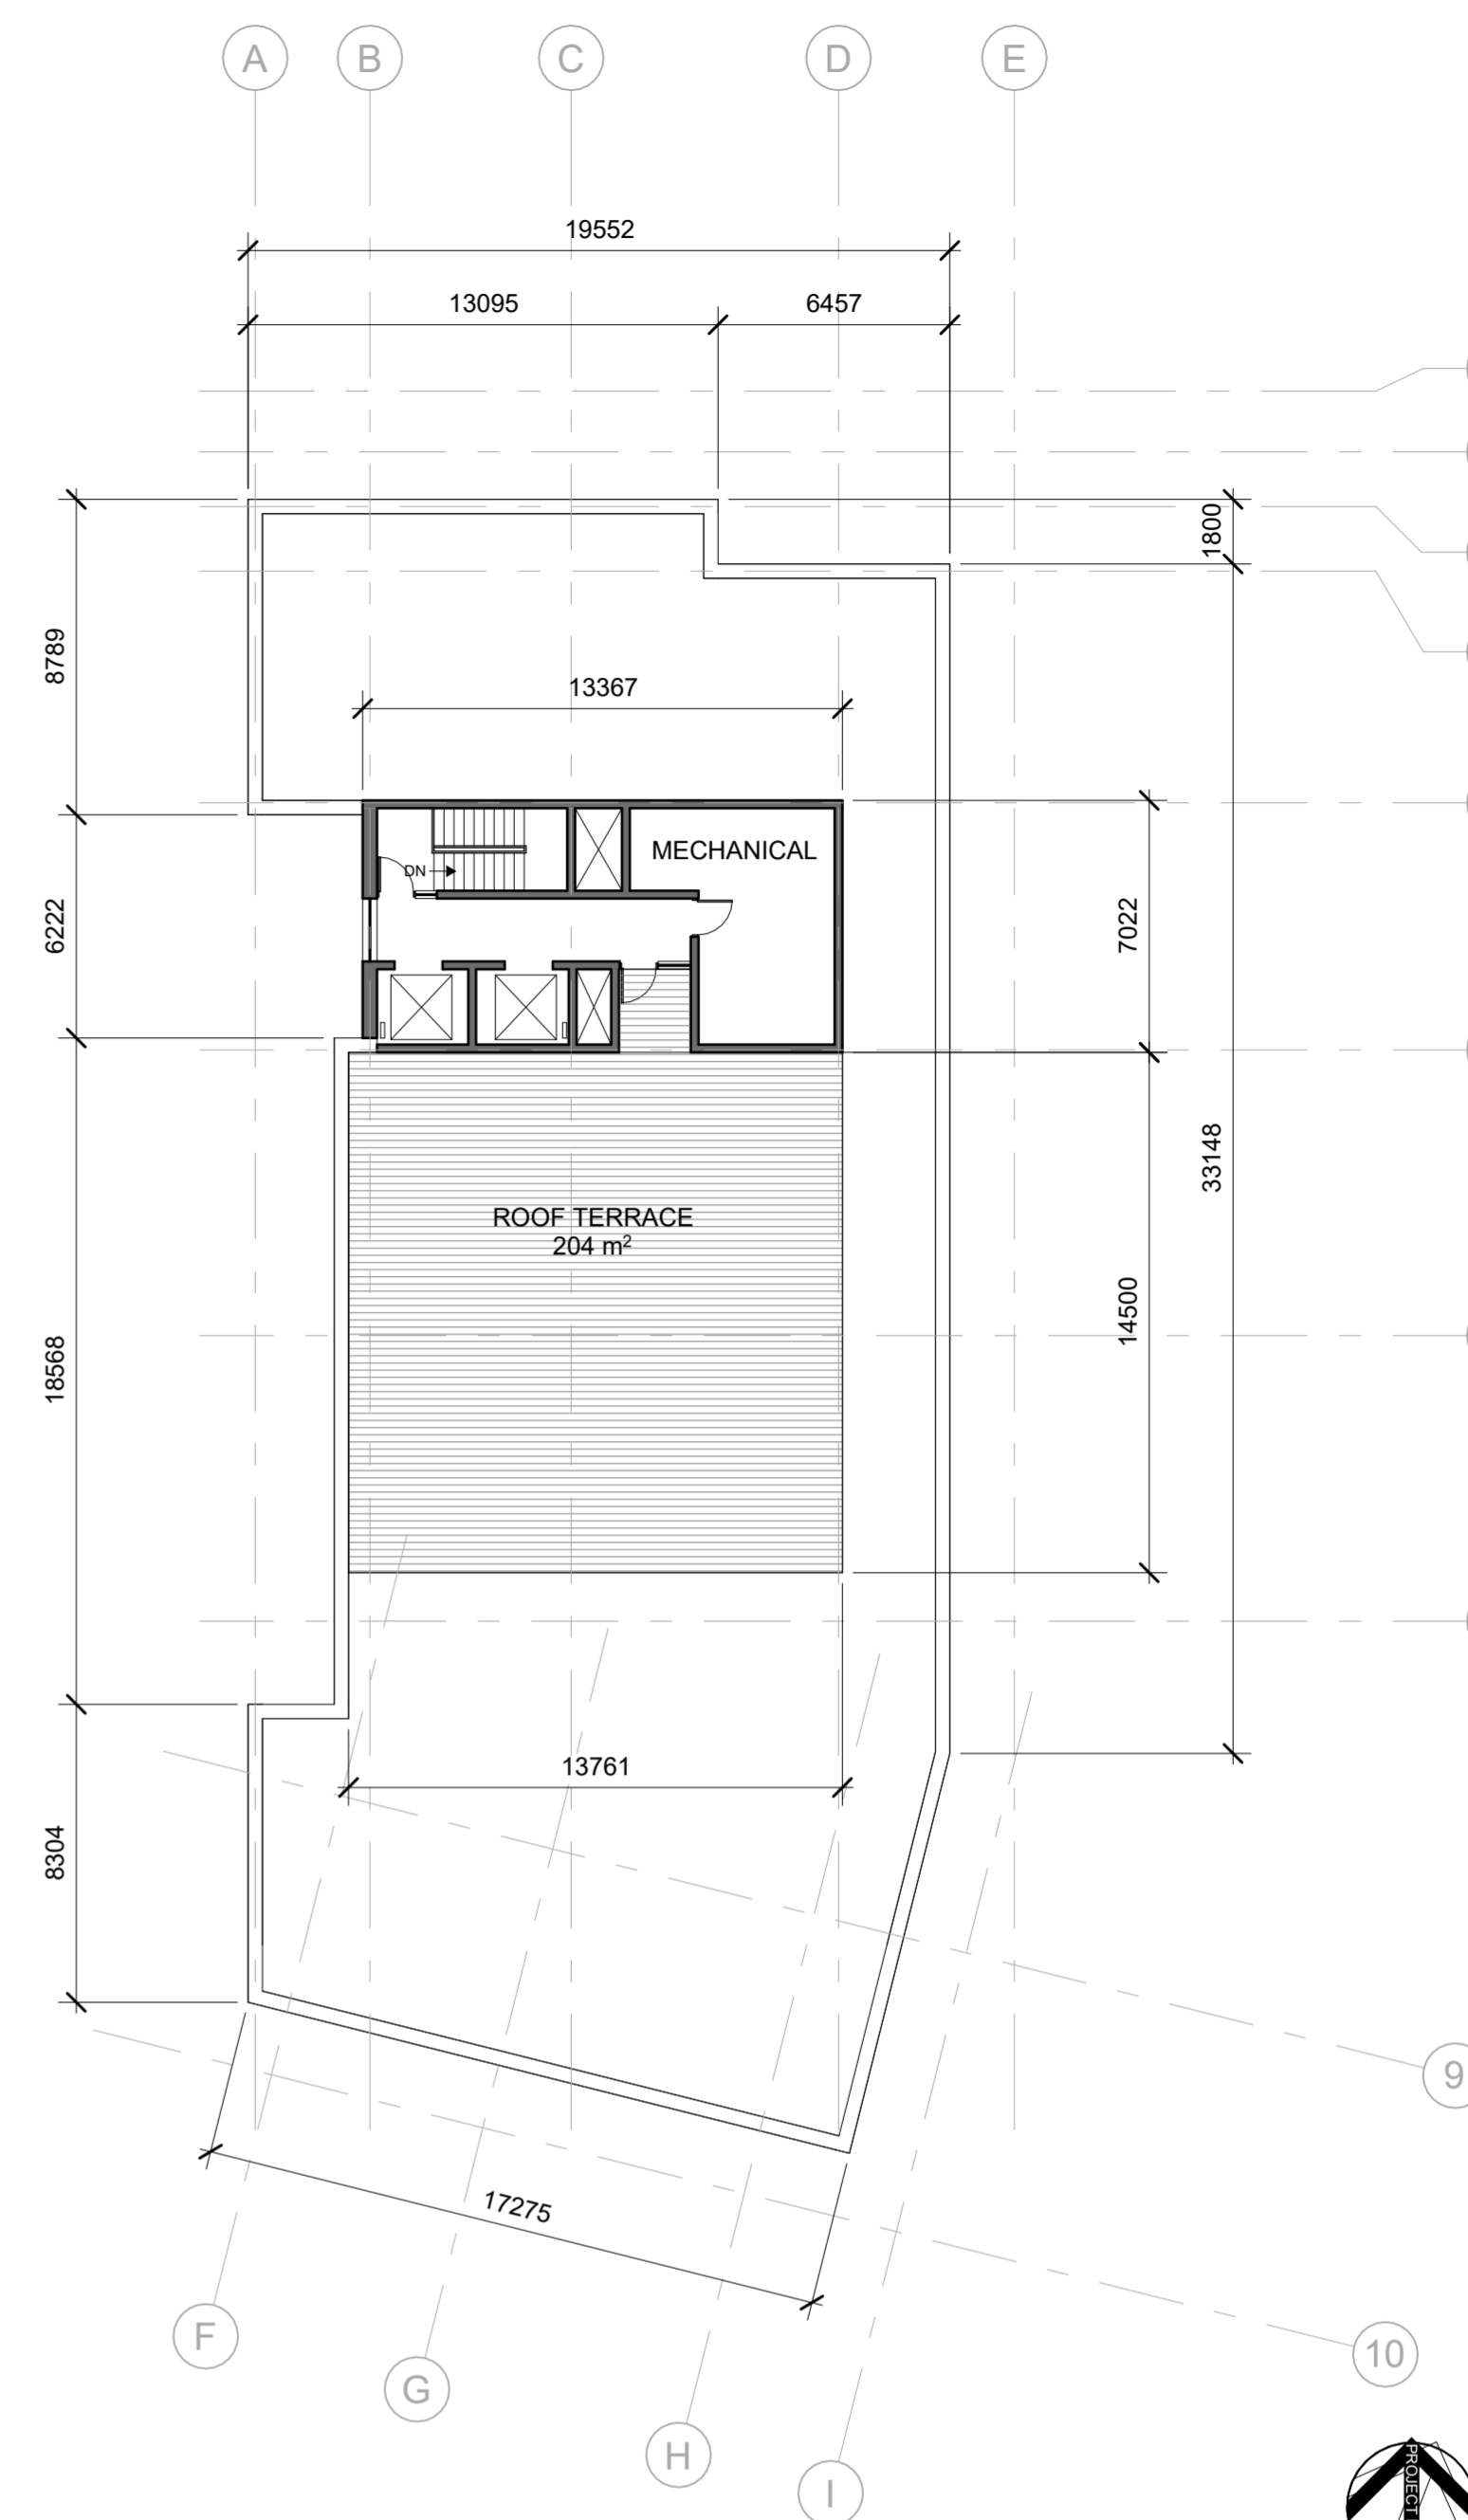 A B C D E
19552
13095 6457
1800
8789
13367
MECHANICAL
DN
6222
7022
33148
ROOF TERRACE
204 m²
14500
18568
13761
8304
9
17275
F
G
10
H
I
PROJECT